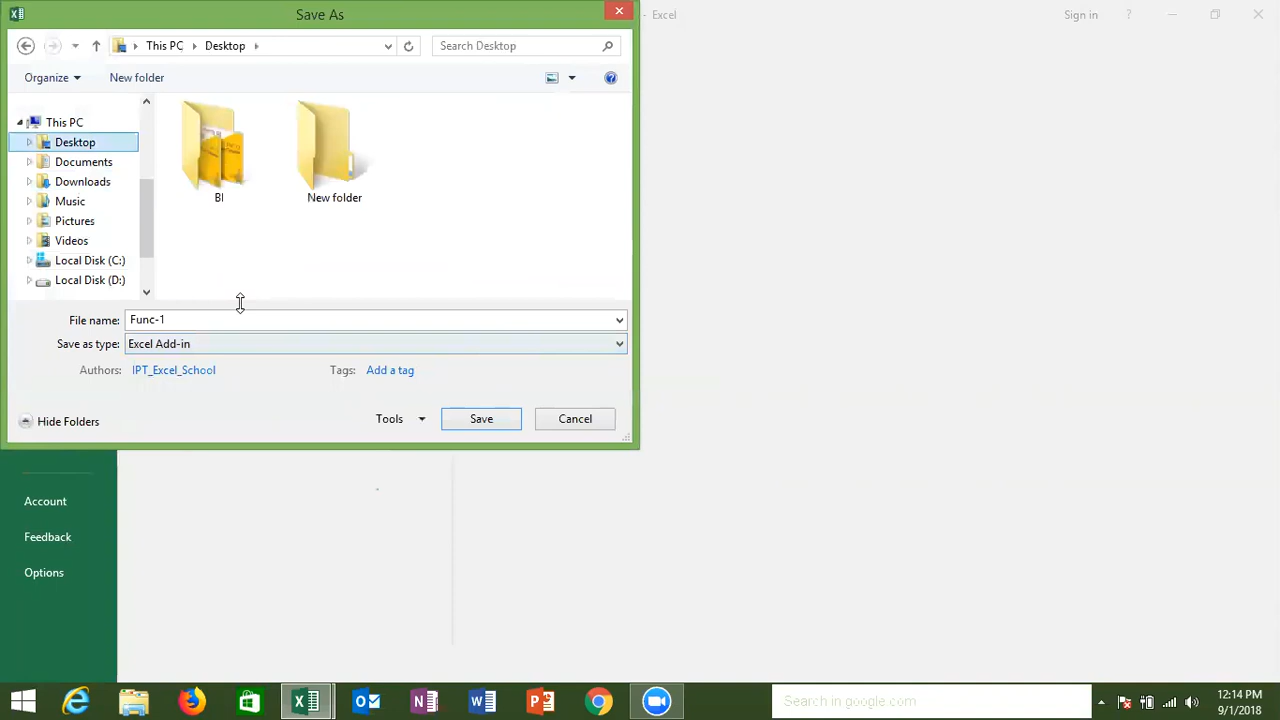 Save As
- Excel
Sign in
?
This PC
Desktop
Search Desktop
Organize
New folder
This PC
Desktop
Documents
Downloads
Music
Pictures
Videos
Local Disk (C:)
Local Disk (D:)
BI
New folder
File name: Func-1
Save as type: Excel Add-in
Authors: IPT_Excel_School
Tags: Add a tag
Hide Folders
Tools
Save
Cancel
Account
Feedback
Options
Search in google.com
12:14 PM
9/1/2018